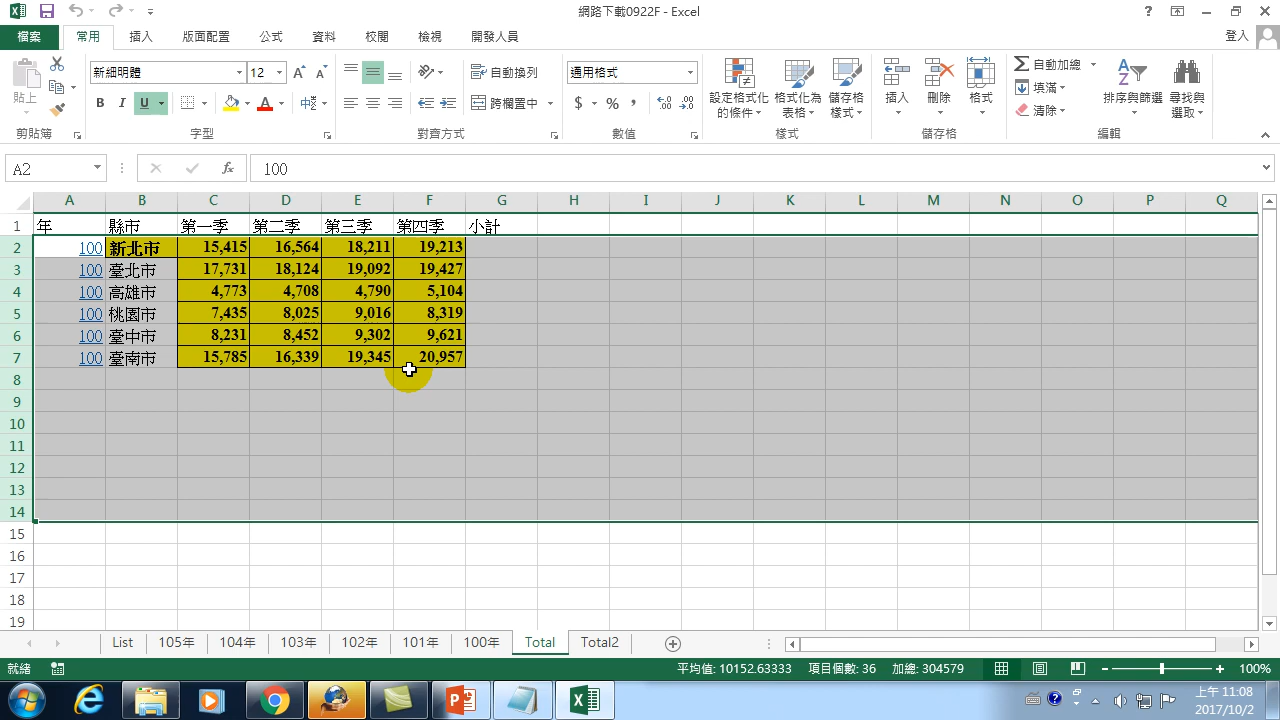 網路下載0922F - Excel
檔案 常用 插入 版面配置 公式 資料 校閱 檢視 開發人員 登入
貼上 新細明體 12 自動換列 通用格式 設定格式化的條件 格式化為表格 儲存格樣式 插入 刪除 格式 自動加總 填滿 清除 排序與篩選 尋找與選取
B I U A 中 跨欄置中 $ %
剪貼簿 字型 對齊方式 數值 樣式 儲存格 編輯
A2 fx 100
A B C D E F G H I J K L M N O P Q
1 年 縣市 第一季 第二季 第三季 第四季 小計
2 100 新北市 15,415 16,564 18,211 19,213
3 100 臺北市 17,731 18,124 19,092 19,427
4 100 高雄市 4,773 4,708 4,790 5,104
5 100 桃園市 7,435 8,025 9,016 8,319
6 100 臺中市 8,231 8,452 9,302 9,621
7 100 臺南市 15,785 16,339 19,345 20,957
8
9
10
11
12
13
14
15
16
17
18
19
List 105年 104年 103年 102年 101年 100年 Total Total2
就緒 平均值: 10152.63333 項目個數: 36 加總: 304579 100%
上午 11:08
2017/10/2